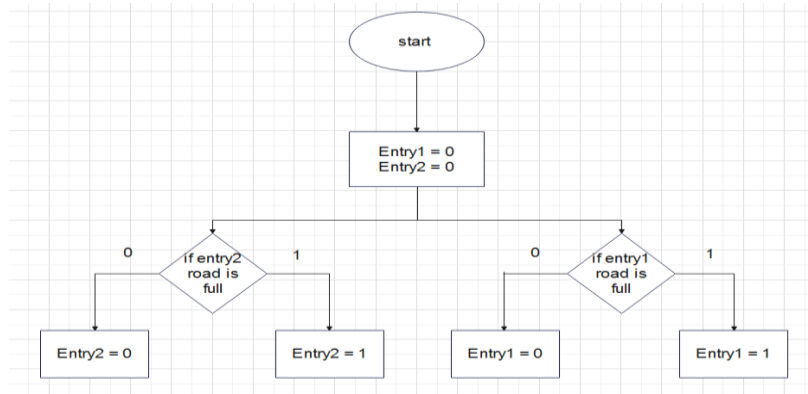 start
Entry1 = 0
Entry2 = 0
0
if entry2
road is
full
1
0
if entry1
road is
full
1
Entry2 = 0
Entry2 = 1
Entry1 = 0
Entry1 = 1